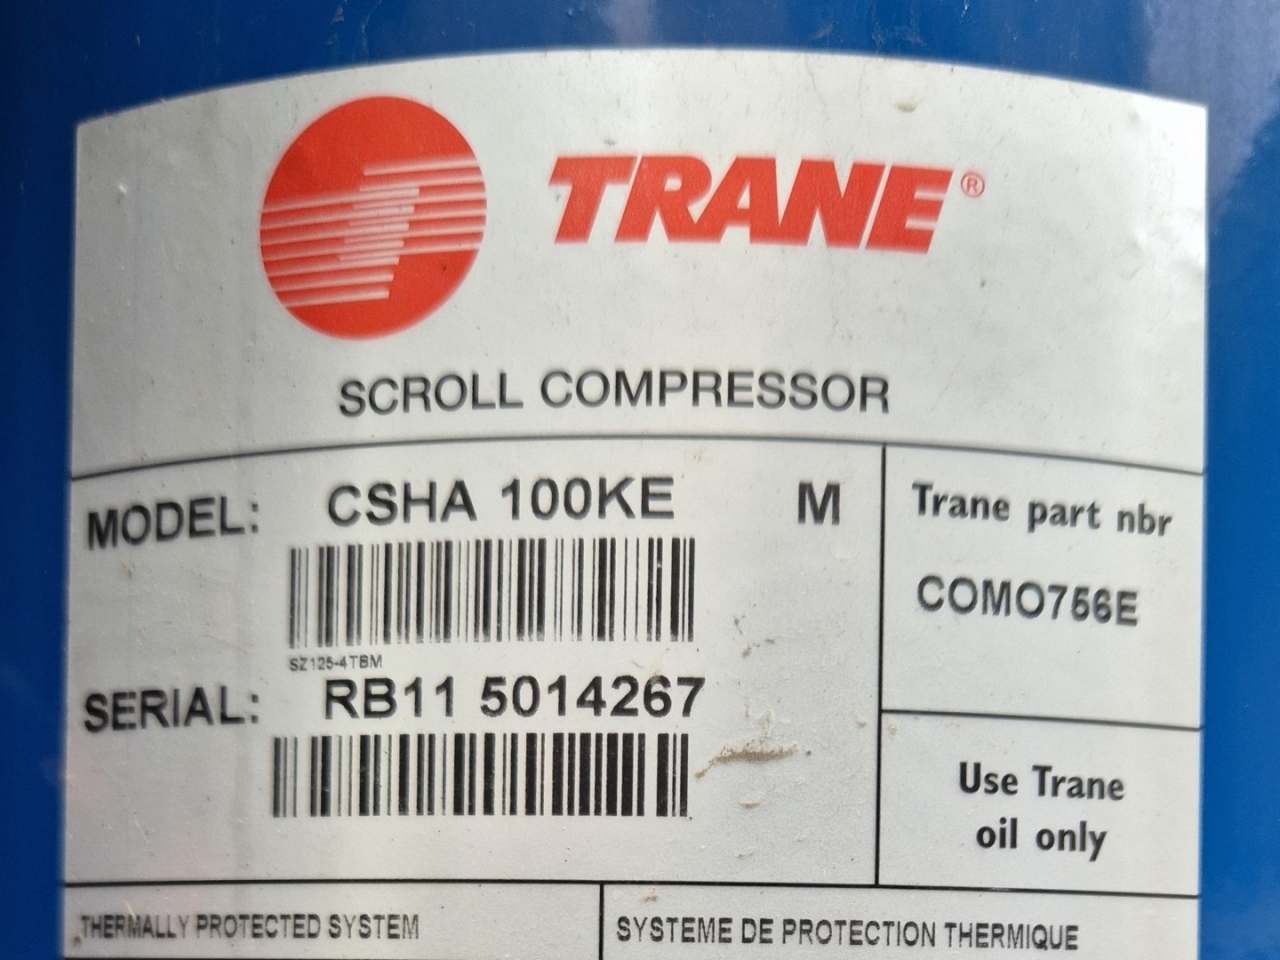 TRANE®
SCROLL COMPRESSOR
MODEL: CSHA 100KE M
SZ125-4TBM
SERIAL: RB11 5014267
Trane part nbr
COMO756E
Use Trane
oil only
THERMALLY PROTECTED SYSTEM
SYSTEME DE PROTECTION THERMIQUE